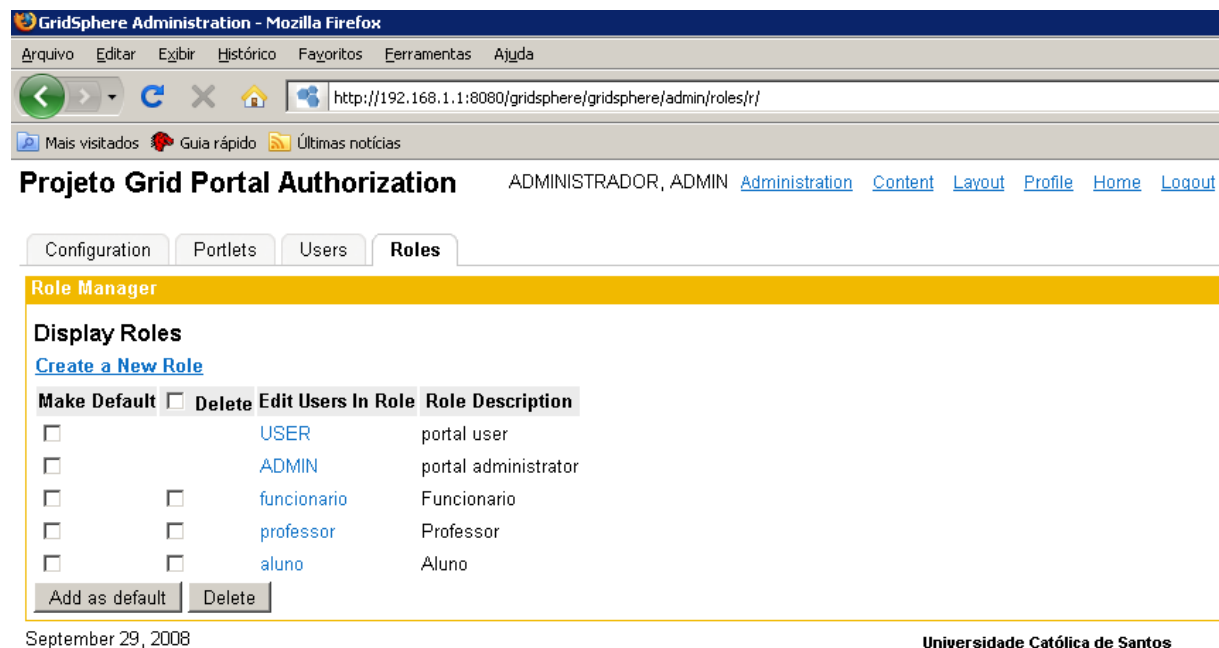 GridSphere Administration - Mozilla Firefox
Arquivo Editar Exibir Histórico Favoritos Ferramentas Ajuda
http://192.168.1.1:8080/gridsphere/gridsphere/admin/roles/r/
Mais visitados Guia rápido Últimas notícias
Projeto Grid Portal Authorization ADMINISTRADOR, ADMIN Administration Content Layout Profile Home Logout
Configuration Portlets Users Roles
Role Manager
Display Roles
Create a New Role
Make Default Delete Edit Users In Role Role Description
USER portal user
ADMIN portal administrator
funcionario Funcionario
professor Professor
aluno Aluno
Add as default Delete
September 29, 2008 Universidade Católica de Santos